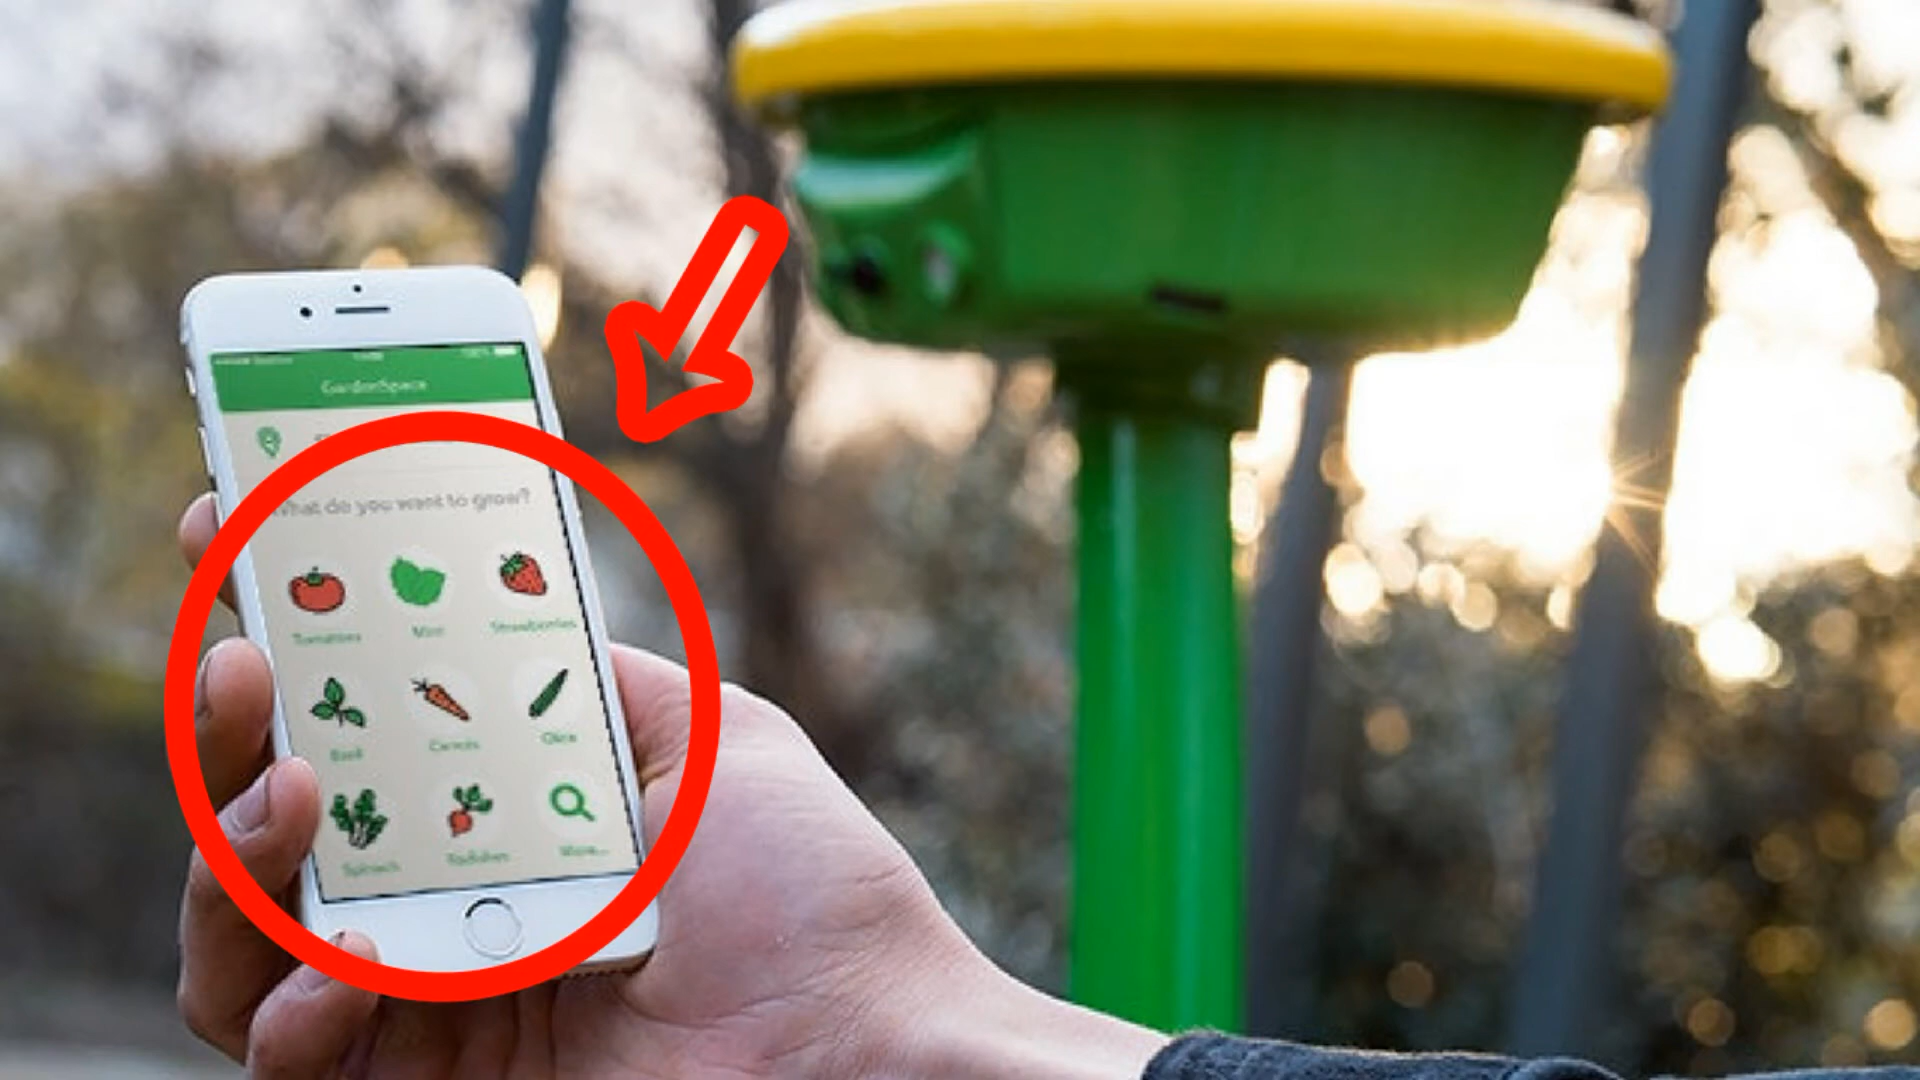 GardenSpace
What do you want to grow?
Tomatoes
Mint
Strawberries
Basil
Carrots
Okra
Spinach
Radishes
More...